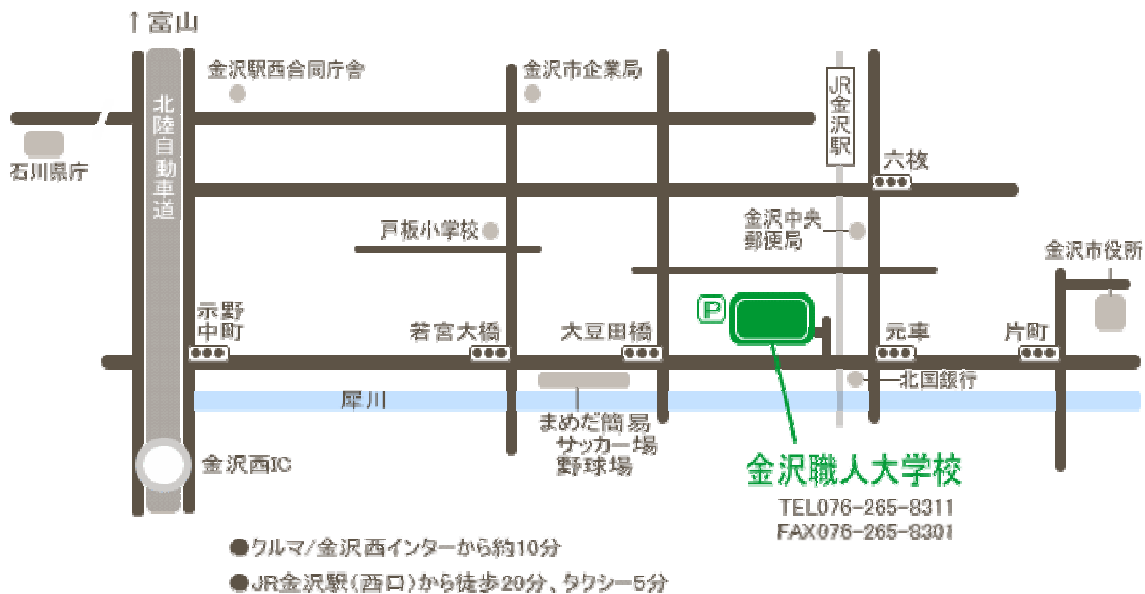 ↑富山
金沢駅西合同庁舎
金沢市企業局
北陸自動車道
JR金沢駅
石川県庁
六枚
戸板小学校
金沢中央
郵便局
金沢市役所
示野
中町
若宮大橋
大豆田橋
P
元車
片町
北国銀行
犀川
まめだ簡易
サッカー場
野球場
金沢西IC
金沢職人大学校
TEL076-265-8311
FAX076-265-8301
●クルマ/金沢西インターから約10分
●JR金沢駅(西口)から徒歩20分、タクシー5分